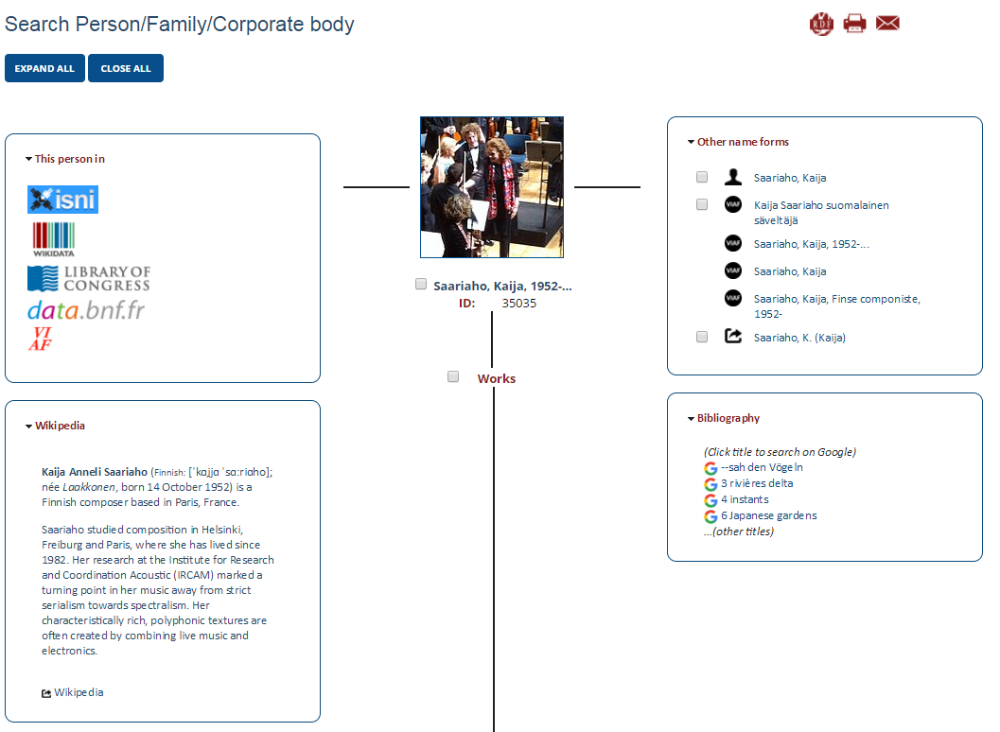 Search Person/Family/Corporate body
RDF
EXPAND ALL
CLOSE ALL
This person in
isni
WIKIDATA
LIBRARY OF
CONGRESS
data.bnf.fr
VI
AF
Saariaho, Kaija, 1952-...
ID: 35035
Works
Other name forms
Saariaho, Kaija
VIAF
Kaija Saariaho suomalainen
säveltäjä
VIAF
Saariaho, Kaija, 1952-...
VIAF
Saariaho, Kaija
VIAF
Saariaho, Kaija, Finse componiste,
1952-
Saariaho, K. (Kaija)
Wikipedia
Kaija Anneli Saariaho (Finnish: [ˈkɑjjɑ ˈsɑːriɑho];
née Laakkonen, born 14 October 1952) is a
Finnish composer based in Paris, France.
Saariaho studied composition in Helsinki,
Freiburg and Paris, where she has lived since
1982. Her research at the Institute for Research
and Coordination Acoustic (IRCAM) marked a
turning point in her music away from strict
serialism towards spectralism. Her
characteristically rich, polyphonic textures are
often created by combining live music and
electronics.
Wikipedia
Bibliography
(Click title to search on Google)
G --sah den Vögeln
G 3 rivières delta
G 4 instants
G 6 Japanese gardens
...(other titles)